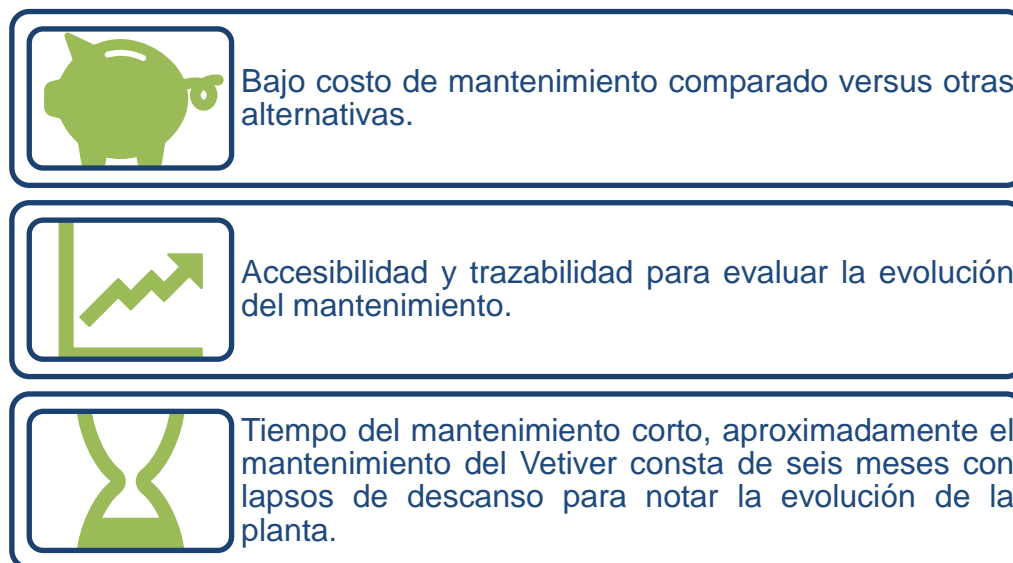 Bajo costo de mantenimiento comparado versus otras
alternativas.
Accesibilidad y trazabilidad para evaluar la evolución
del mantenimiento.
Tiempo del mantenimiento corto, aproximadamente el
mantenimiento del Vetiver consta de seis meses con
lapsos de descanso para notar la evolución de la
planta.